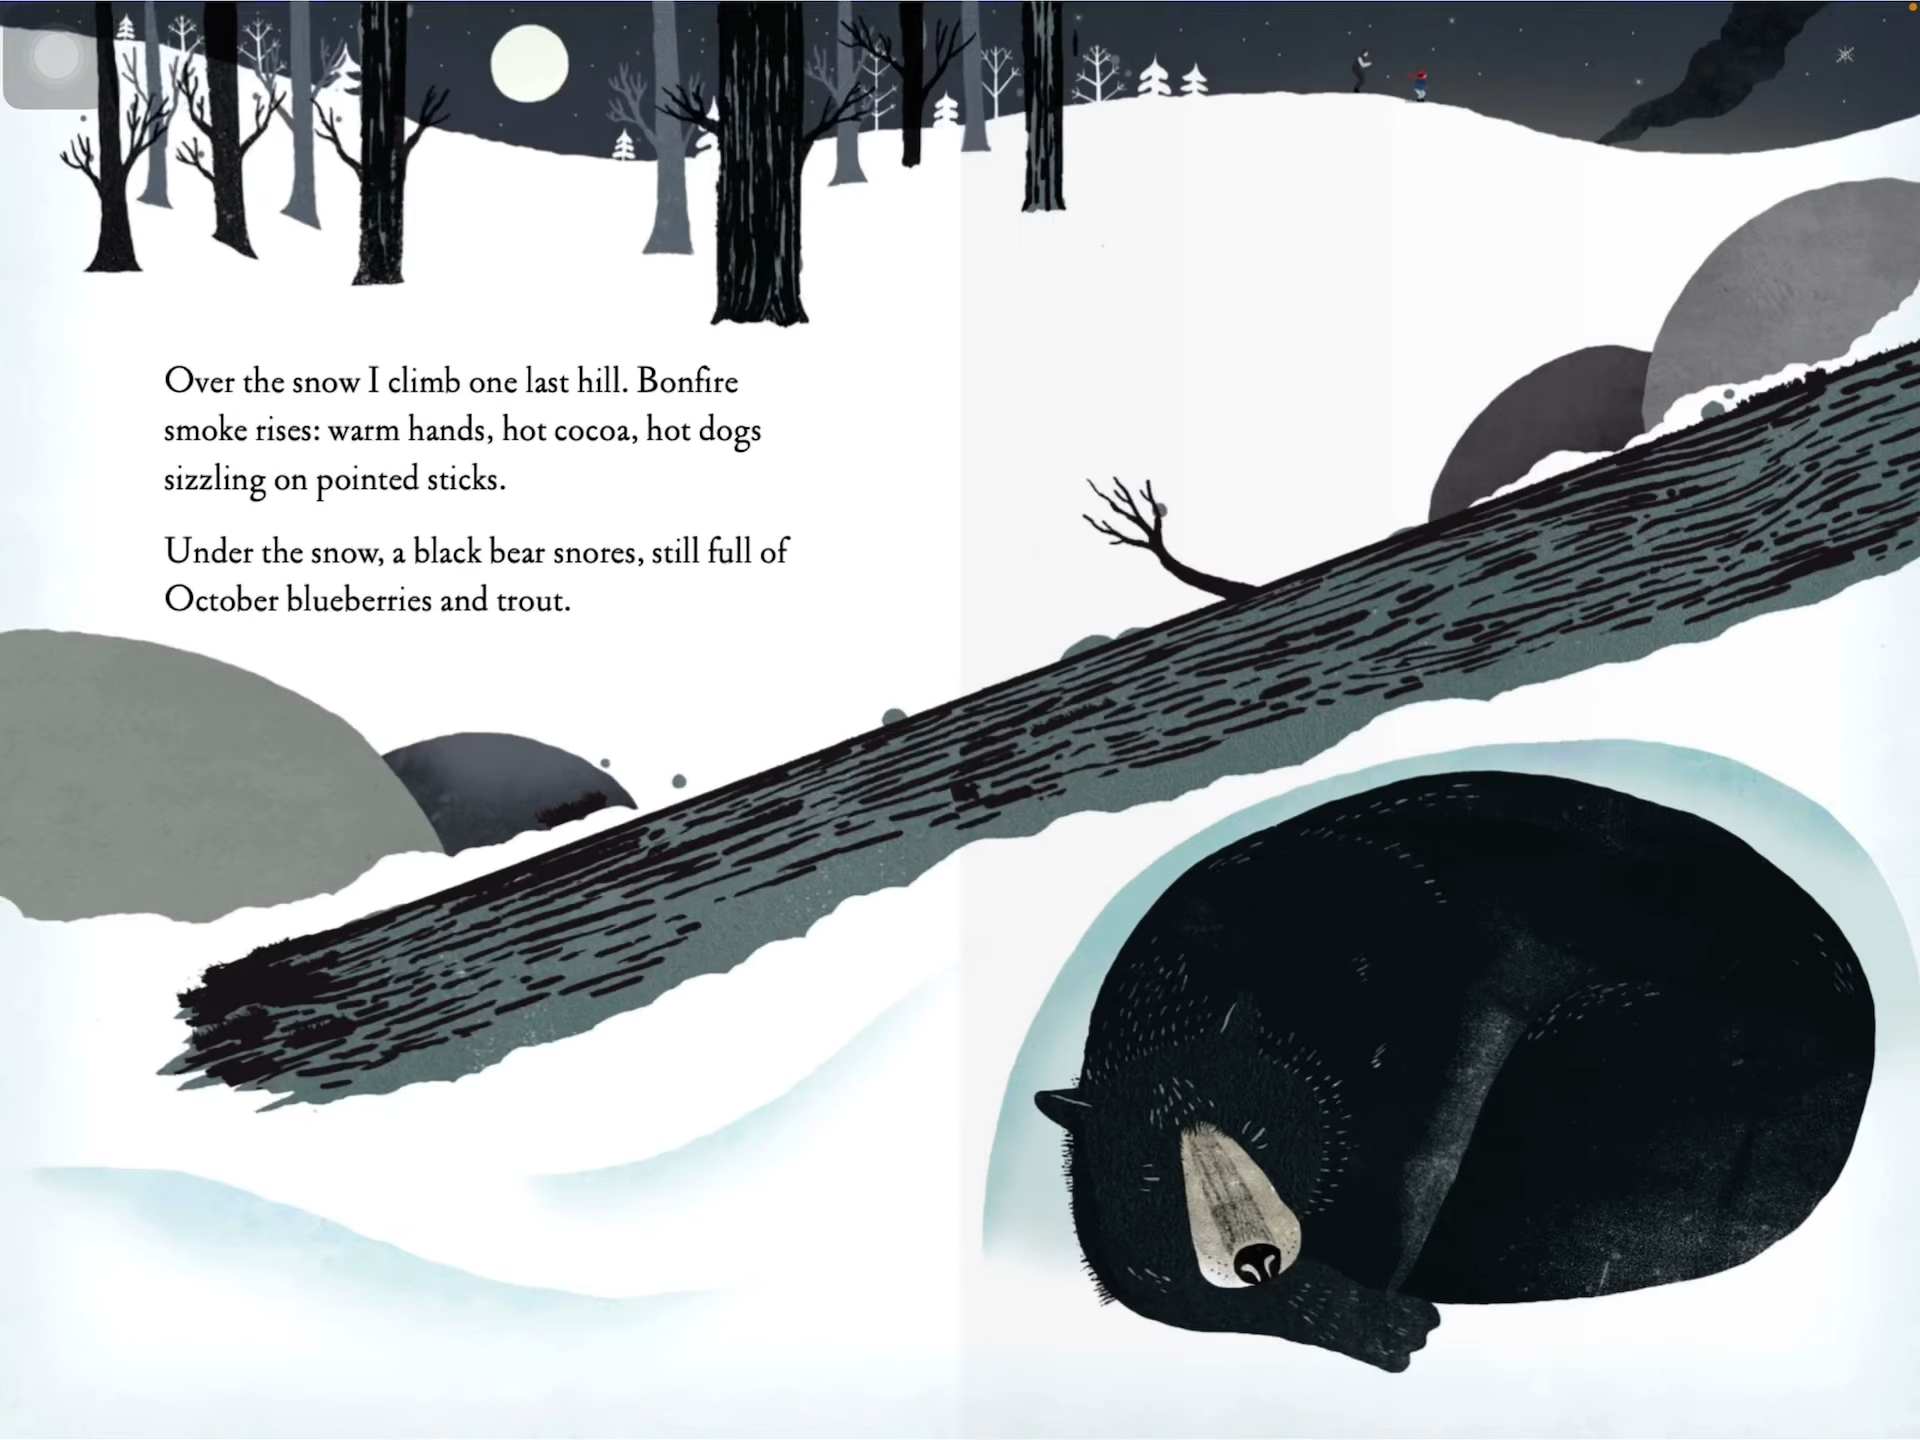 Over the snow I climb one last hill. Bonfire
smoke rises: warm hands, hot cocoa, hot dogs
sizzling on pointed sticks.
Under the snow, a black bear snores, still full of
October blueberries and trout.